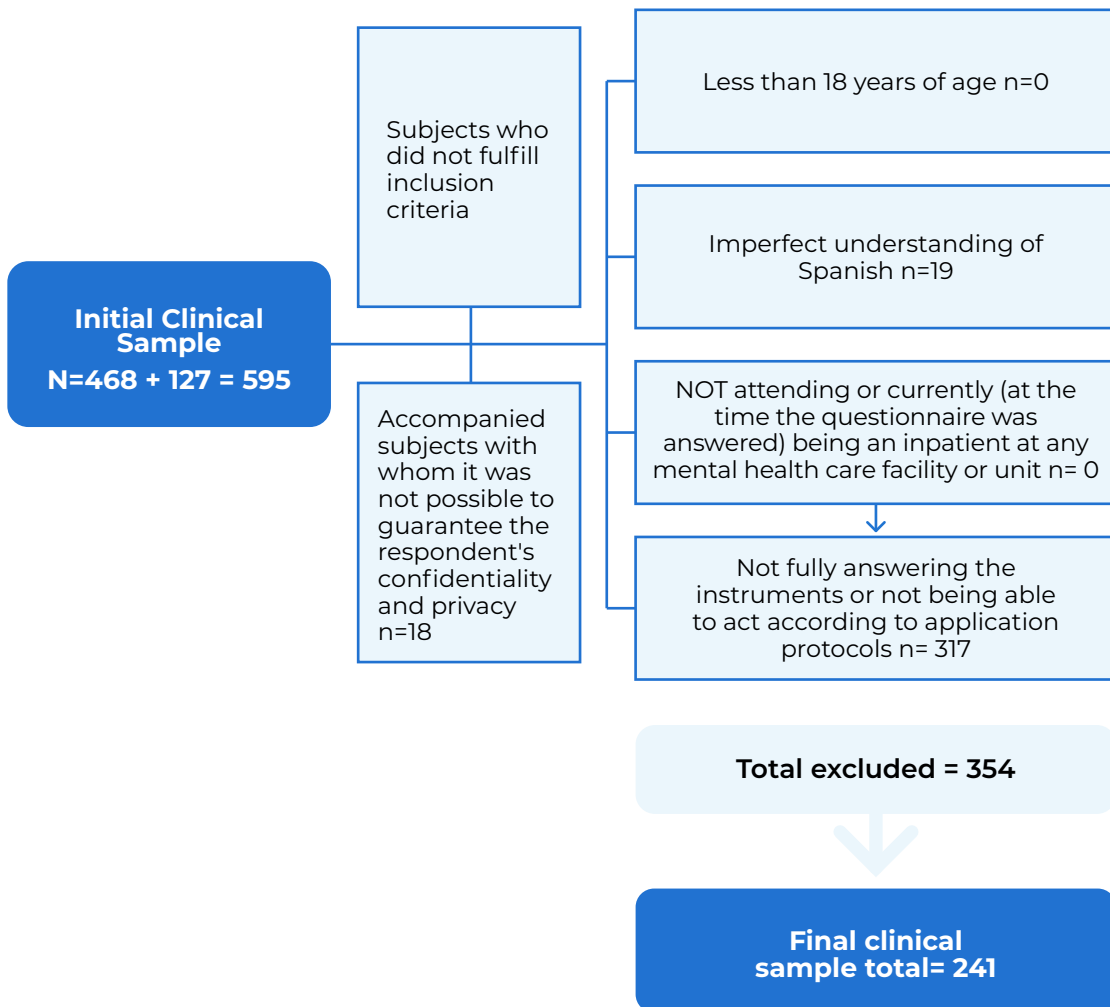 Initial Clinical
Sample
N=468 + 127 = 595
Subjects who
did not fulfill
inclusion
criteria
Accompanied
subjects with
whom it was
not possible to
guarantee the
respondent's
confidentiality
and privacy
n=18
Less than 18 years of age n=0
Imperfect understanding of
Spanish n=19
NOT attending or currently (at the
time the questionnaire was
answered) being an inpatient at any
mental health care facility or unit n= 0
Not fully answering the
instruments or not being able
to act according to application
protocols n= 317
Total excluded = 354
Final clinical
sample total= 241